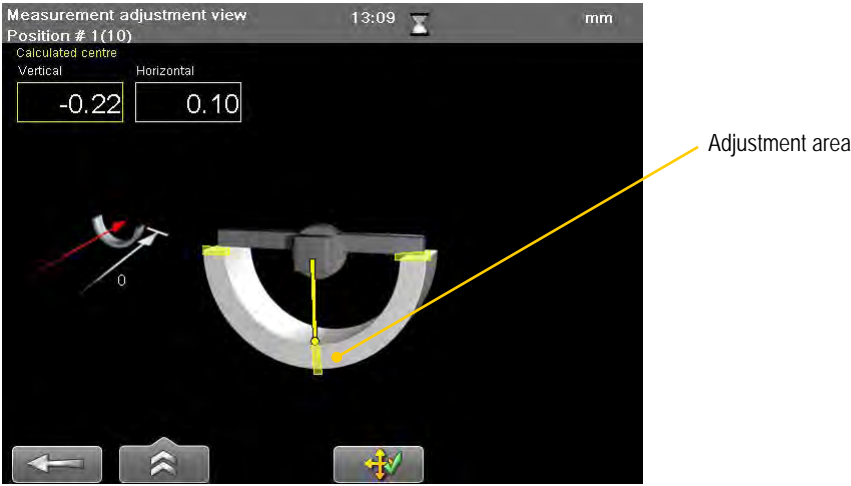 Measurement adjustment view 13:09 mm
Position # 1(10)
Calculated centre
Vertical Horizontal
-0.22 0.10
Adjustment area
0